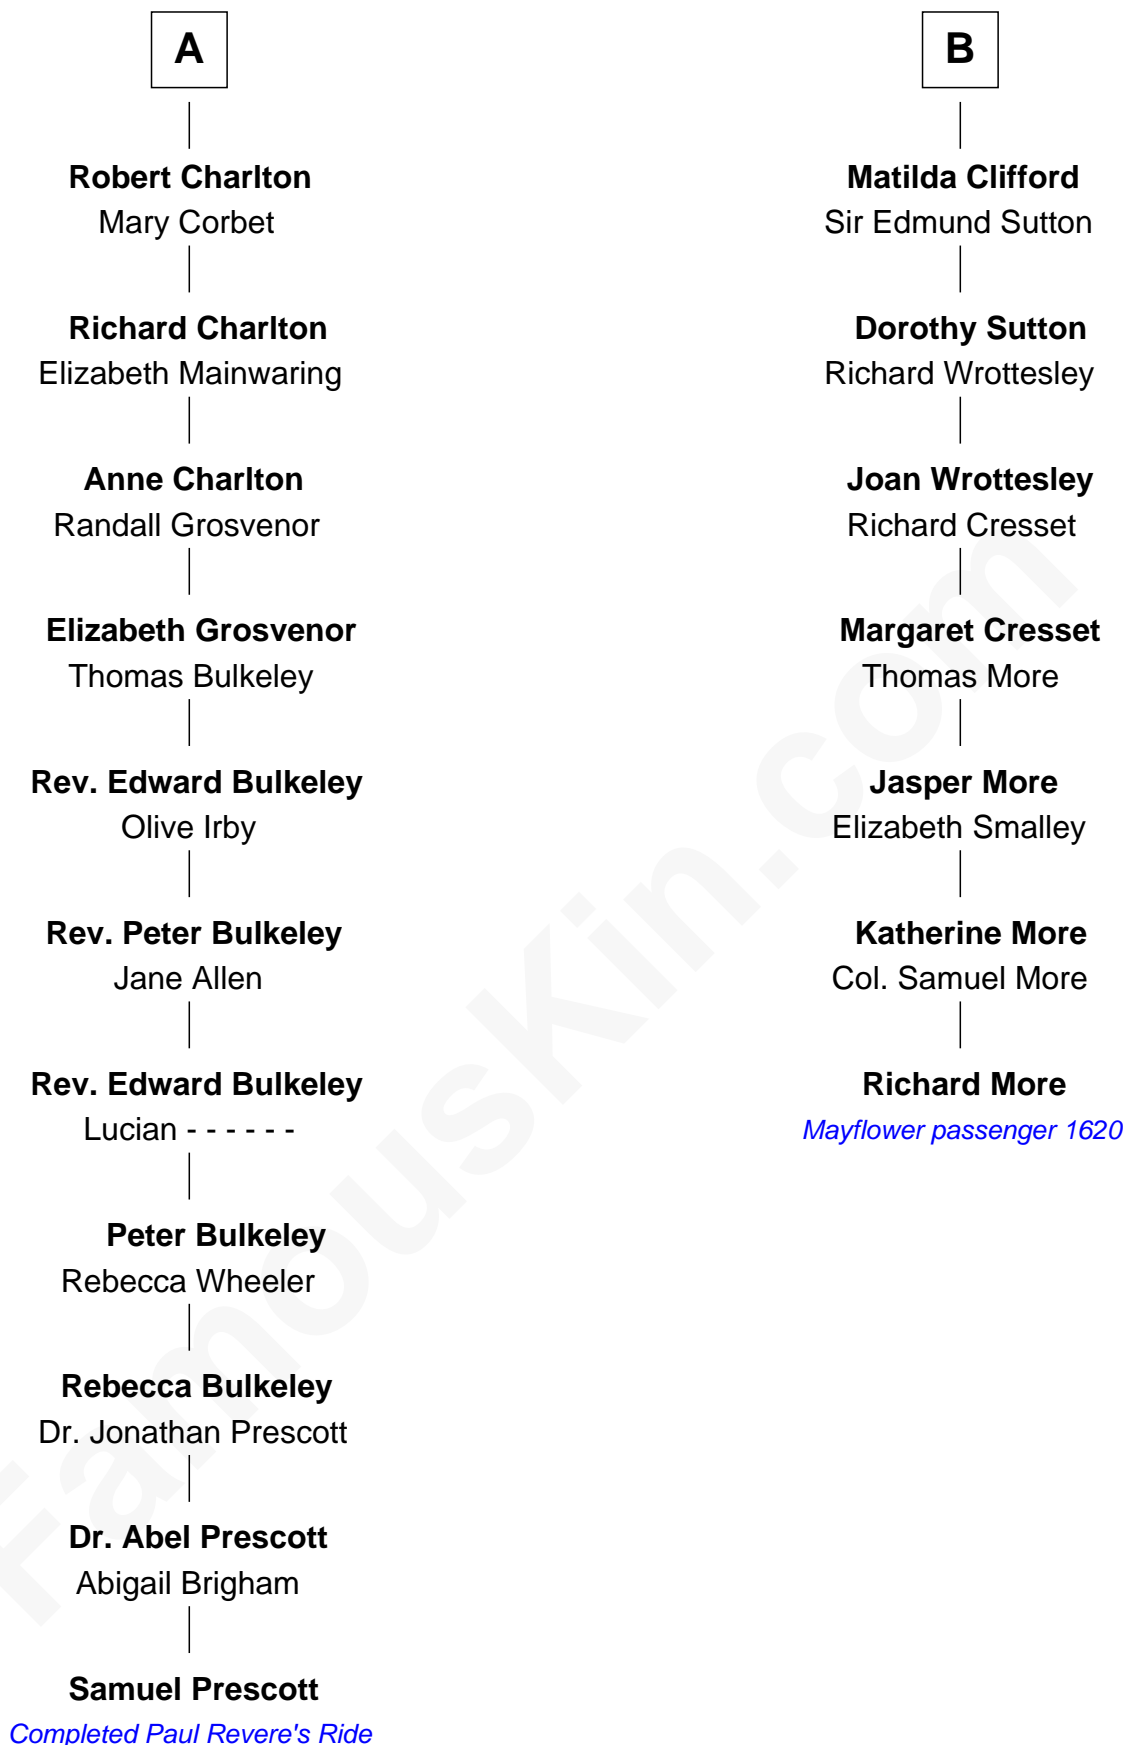 A
Robert Charlton
Mary Corbet
Richard Charlton
Elizabeth Mainwaring
Anne Charlton
Randall Grosvenor
Elizabeth Grosvenor
Thomas Bulkeley
Rev. Edward Bulkeley
Olive Irby
Rev. Peter Bulkeley
Jane Allen
Rev. Edward Bulkeley
Lucian - - - - - -
Peter Bulkeley
Rebecca Wheeler
Rebecca Bulkeley
Dr. Jonathan Prescott
Dr. Abel Prescott
Abigail Brigham
Samuel Prescott
Completed Paul Revere's Ride
B
Matilda Clifford
Sir Edmund Sutton
Dorothy Sutton
Richard Wrottesley
Joan Wrottesley
Richard Cresset
Margaret Cresset
Thomas More
Jasper More
Elizabeth Smalley
Katherine More
Col. Samuel More
Richard More
Mayflower passenger 1620
FamousKin.com